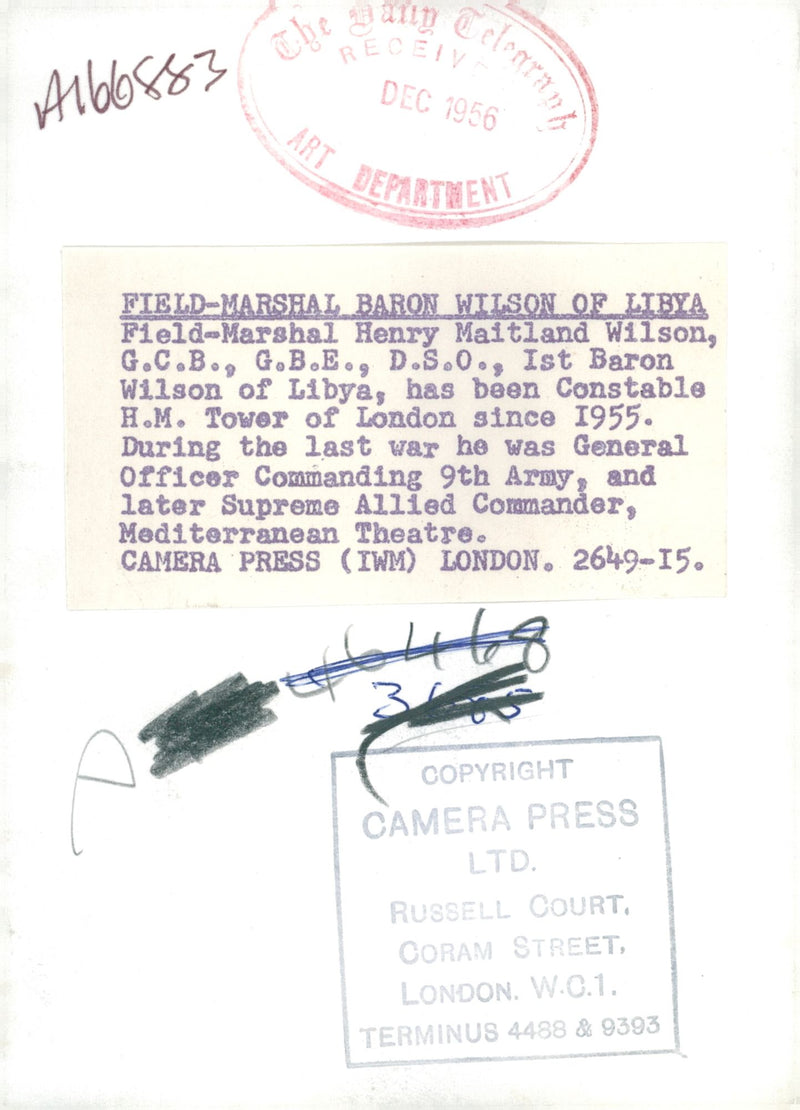 The Daily Telegraph
RECEIV
DEC 1956
ART DEPARTMENT
A166883
FIELD-MARSHAL BARON WILSON OF LIBYA
Field-Marshal Henry Maitland Wilson,
G.C.B., G.B.E., D.S.O., Ist Baron
Wilson of Libya, has been Constable
H.M. Tower of London since I955.
During the last war he was General
Officer Commanding 9th Army, and
later Supreme Allied Commander,
Mediterranean Theatre.
CAMERA PRESS (IWM) LONDON. 2649-I5.
46468
P
COPYRIGHT
CAMERA PRESS
LTD.
RUSSELL COURT,
CORAM STREET,
LONDON. W.C.1.
TERMINUS 4488 & 9393